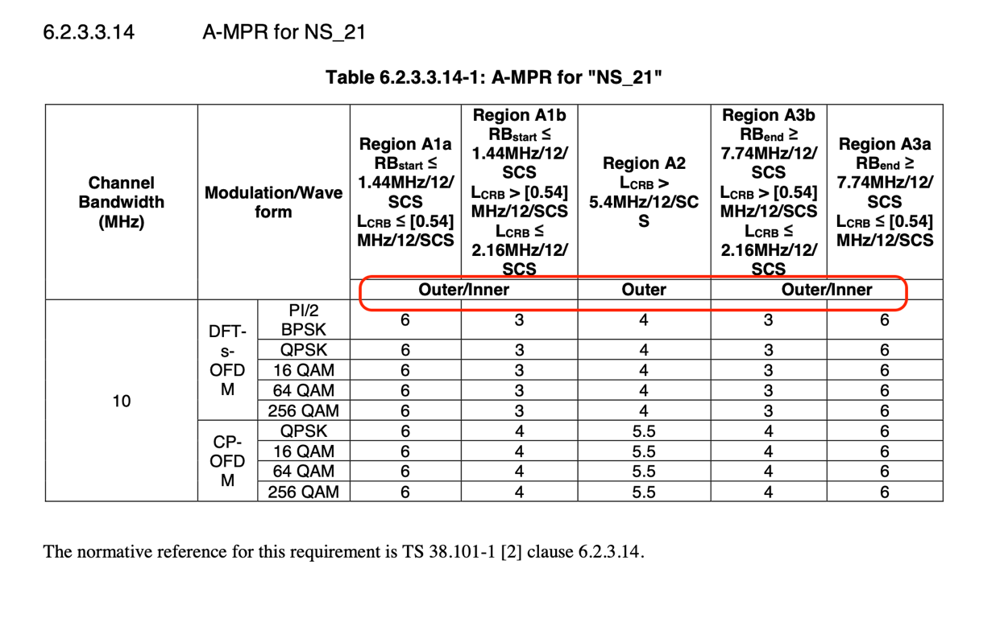 6.2.3.3.14 A-MPR for NS_21
Table 6.2.3.3.14-1: A-MPR for "NS_21"
Channel
Bandwidth
(MHz)
Modulation/Wave
form
Region A1a
RBstart ≤
1.44MHz/12/
SCS
LCRB ≤ [0.54]
MHz/12/SCS
Region A1b
RBstart ≤
1.44MHz/12/
SCS
LCRB > [0.54]
MHz/12/SCS
LCRB ≤
2.16MHz/12/
SCS
Region A2
LCRB >
5.4MHz/12/SC
S
Region A3b
RBend ≥
7.74MHz/12/
SCS
LCRB > [0.54]
MHz/12/SCS
LCRB ≤
2.16MHz/12/
SCS
Region A3a
RBend ≥
7.74MHz/12/
SCS
LCRB ≤ [0.54]
MHz/12/SCS
Outer/Inner Outer Outer/Inner
10
DFT-
s-
OFD
M
PI/2
BPSK
6 3 4 3 6
QPSK 6 3 4 3 6
16 QAM 6 3 4 3 6
64 QAM 6 3 4 3 6
256 QAM 6 3 4 3 6
CP-
OFD
M
QPSK 6 4 5.5 4 6
16 QAM 6 4 5.5 4 6
64 QAM 6 4 5.5 4 6
256 QAM 6 4 5.5 4 6
The normative reference for this requirement is TS 38.101-1 [2] clause 6.2.3.14.